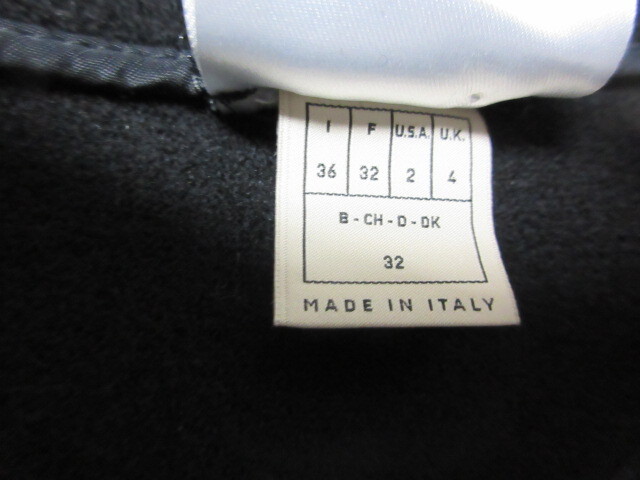 I F U.S.A. U.K.
36 32 2 4
B - CH - D - DK
32
MADE IN ITALY